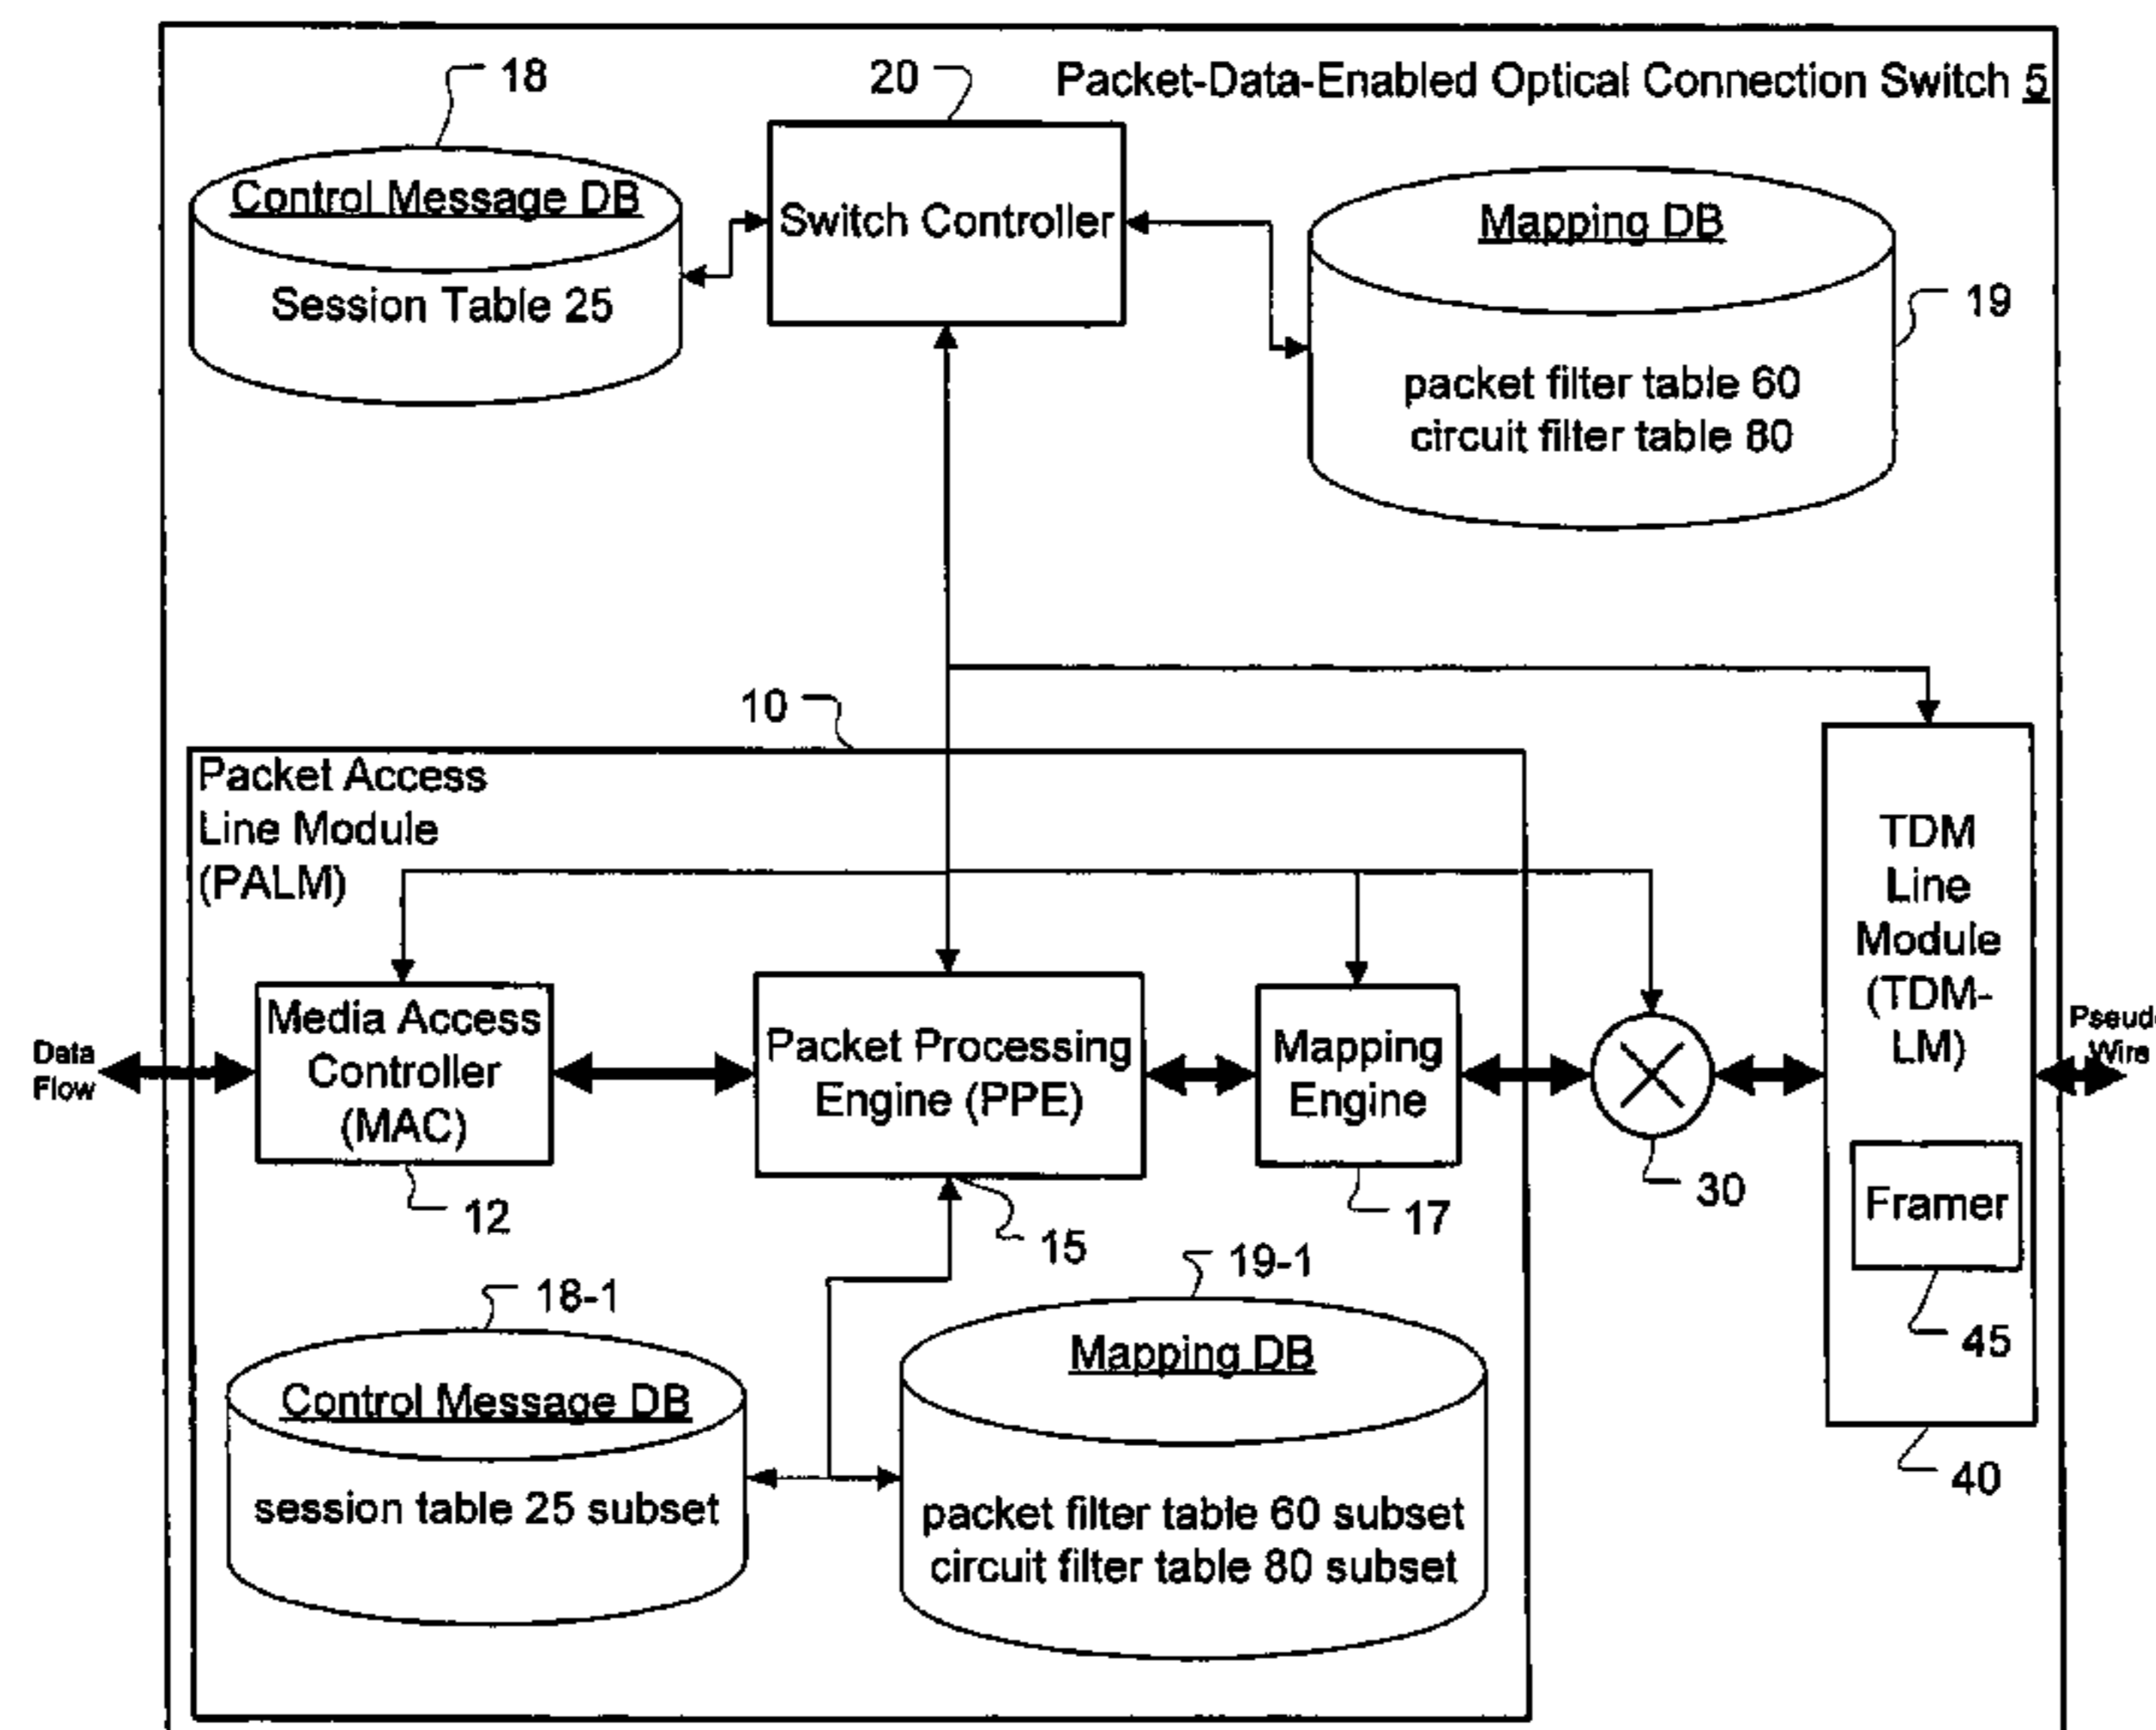 Packet-Data-Enabled Optical Connection Switch 5
18
20
Control Message DB
Session Table 25
Switch Controller
Mapping DB
packet filter table 60
circuit filter table 80
19
10
Packet Access
Line Module
(PALM)
TDM
Line
Module
(TDM-
LM)
Data
Flow
Media Access
Controller
(MAC)
Packet Processing
Engine (PPE)
Mapping
Engine
Pseud
Wire
12
15
17
30
Framer
45
40
18-1
19-1
Control Message DB
session table 25 subset
Mapping DB
packet filter table 60 subset
circuit filter table 80 subset